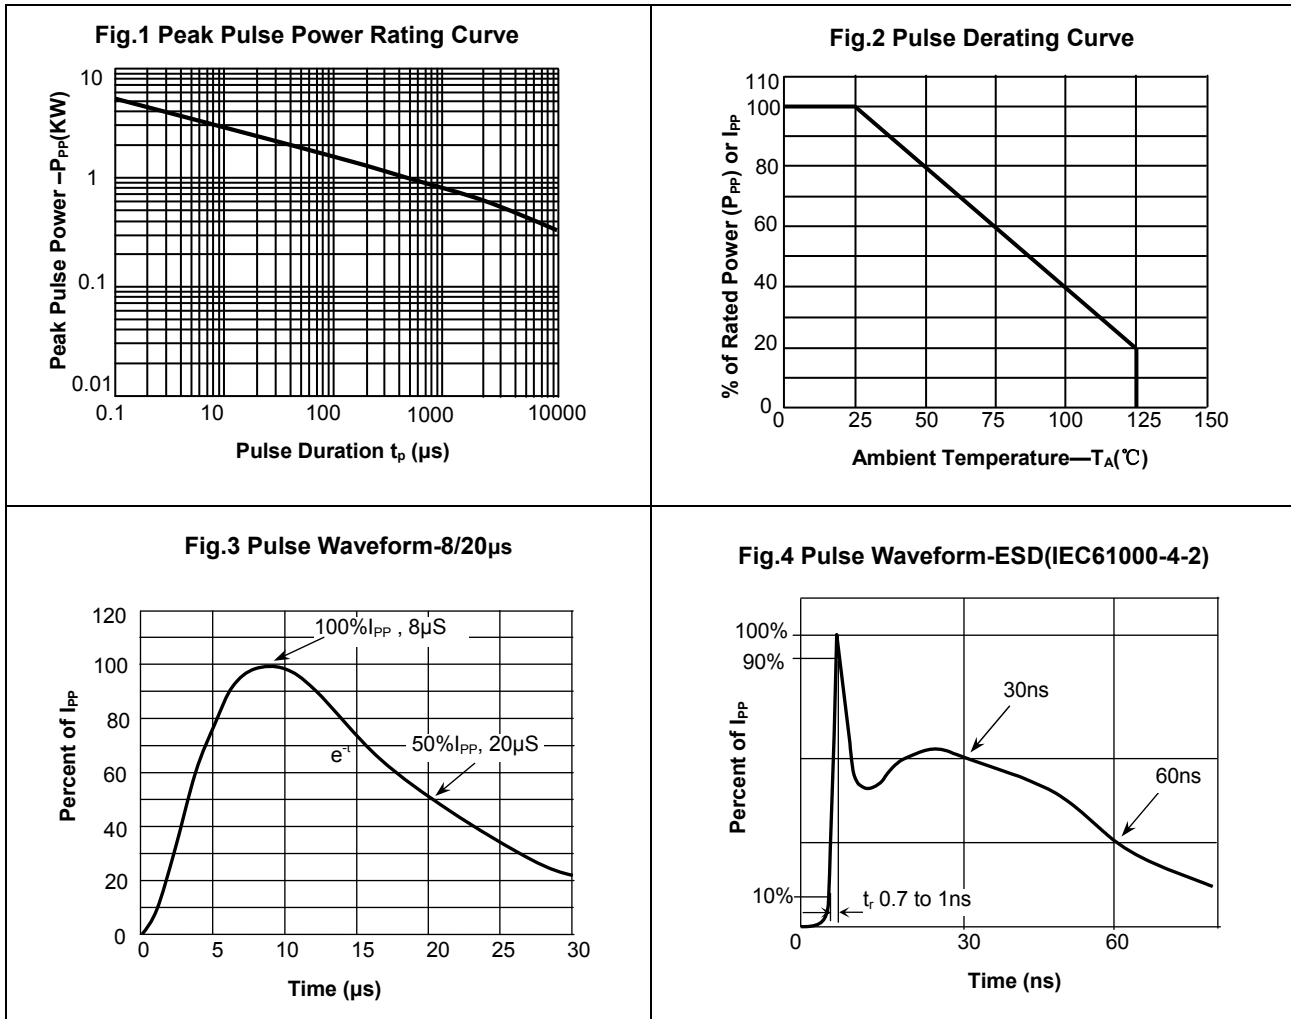 Fig.1 Peak Pulse Power Rating Curve
Peak Pulse Power –PPP(KW)
10
1
0.1
0.01
0.1 10 100 1000 10000
Pulse Duration tp (µs)
Fig.2 Pulse Derating Curve
% of Rated Power (PPP) or IPP
110
100
80
60
40
20
0
0 25 50 75 100 125 150
Ambient Temperature—TA(℃)
Fig.3 Pulse Waveform-8/20µs
Percent of IPP
120
100
80
60
40
20
0
100%IPP , 8µS
e-t
50%IPP, 20µS
0 5 10 15 20 25 30
Time (µs)
Fig.4 Pulse Waveform-ESD(IEC61000-4-2)
Percent of IPP
100%
90%
10%
30ns
60ns
tr 0.7 to 1ns
0 30 60
Time (ns)